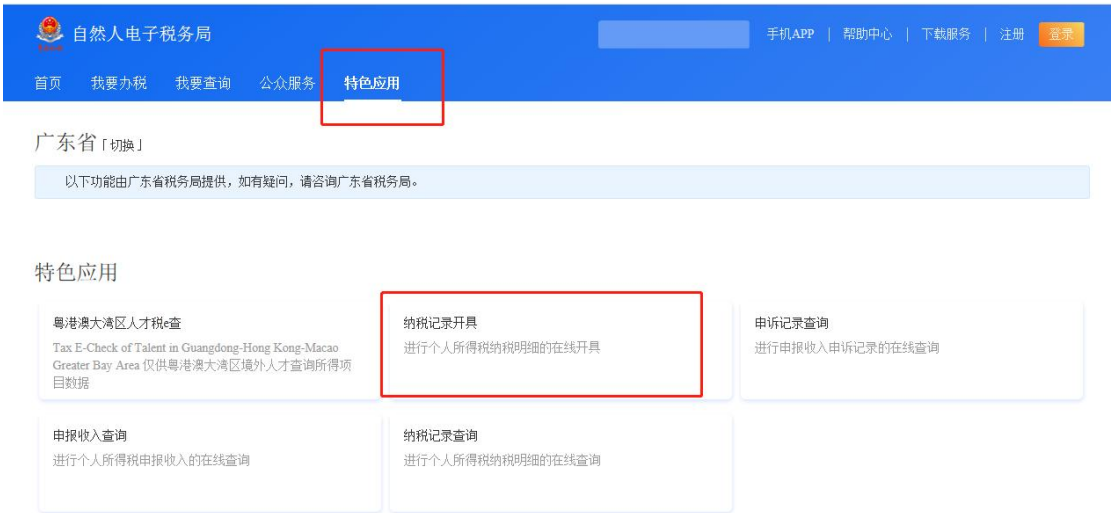 自然人电子税务局
手机APP | 帮助中心 | 下载服务 | 注册 登录
首页 我要办税 我要查询 公众服务 特色应用
广东省「切换」
以下功能由广东省税务局提供，如有疑问，请咨询广东省税务局。
特色应用
粤港澳大湾区人才税e查
Tax E-Check of Talent in Guangdong-Hong Kong-Macao
Greater Bay Area 仅供粤港澳大湾区境外人才查询所得项
目数据
纳税记录开具
进行个人所得税纳税明细的在线开具
申诉记录查询
进行申报收入申诉记录的在线查询
申报收入查询
进行个人所得税申报收入的在线查询
纳税记录查询
进行个人所得税纳税明细的在线查询